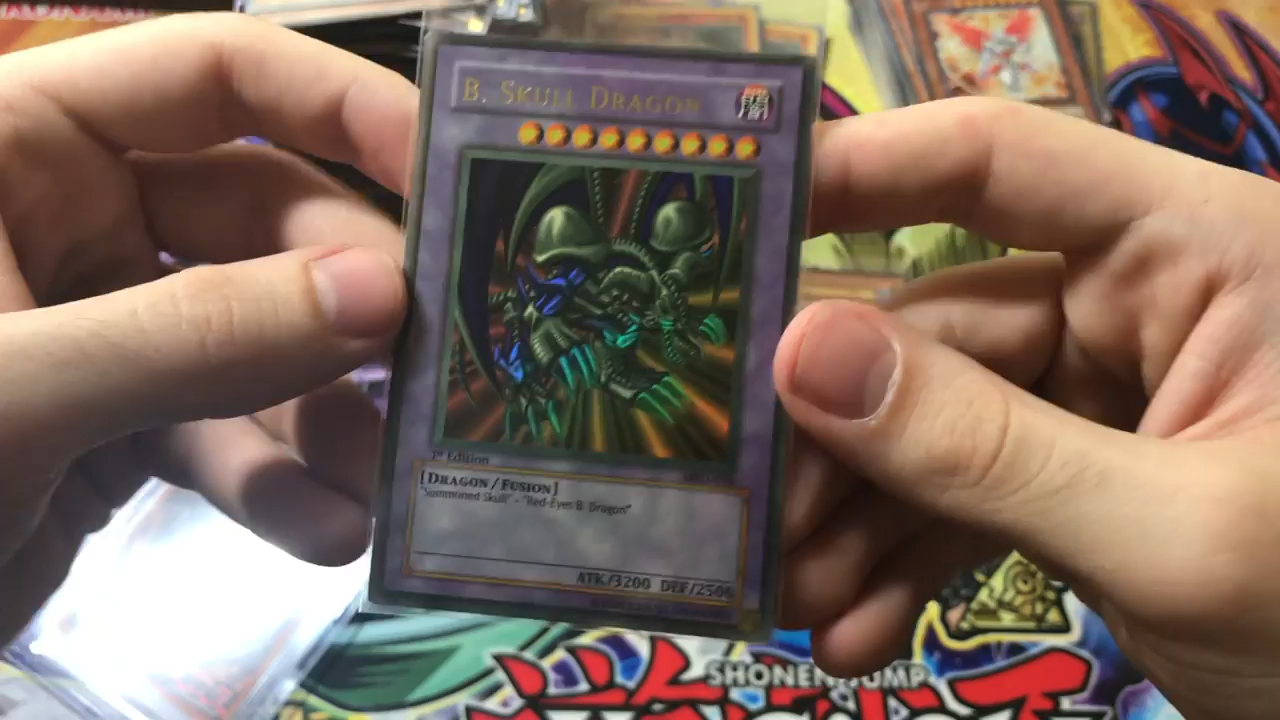 B. Skull Dragon
闇
1st Edition
[Dragon/Fusion]
"Summoned Skull" + "Red-Eyes B. Dragon"
ATK/3200 DEF/2500
SHONEN JUMP